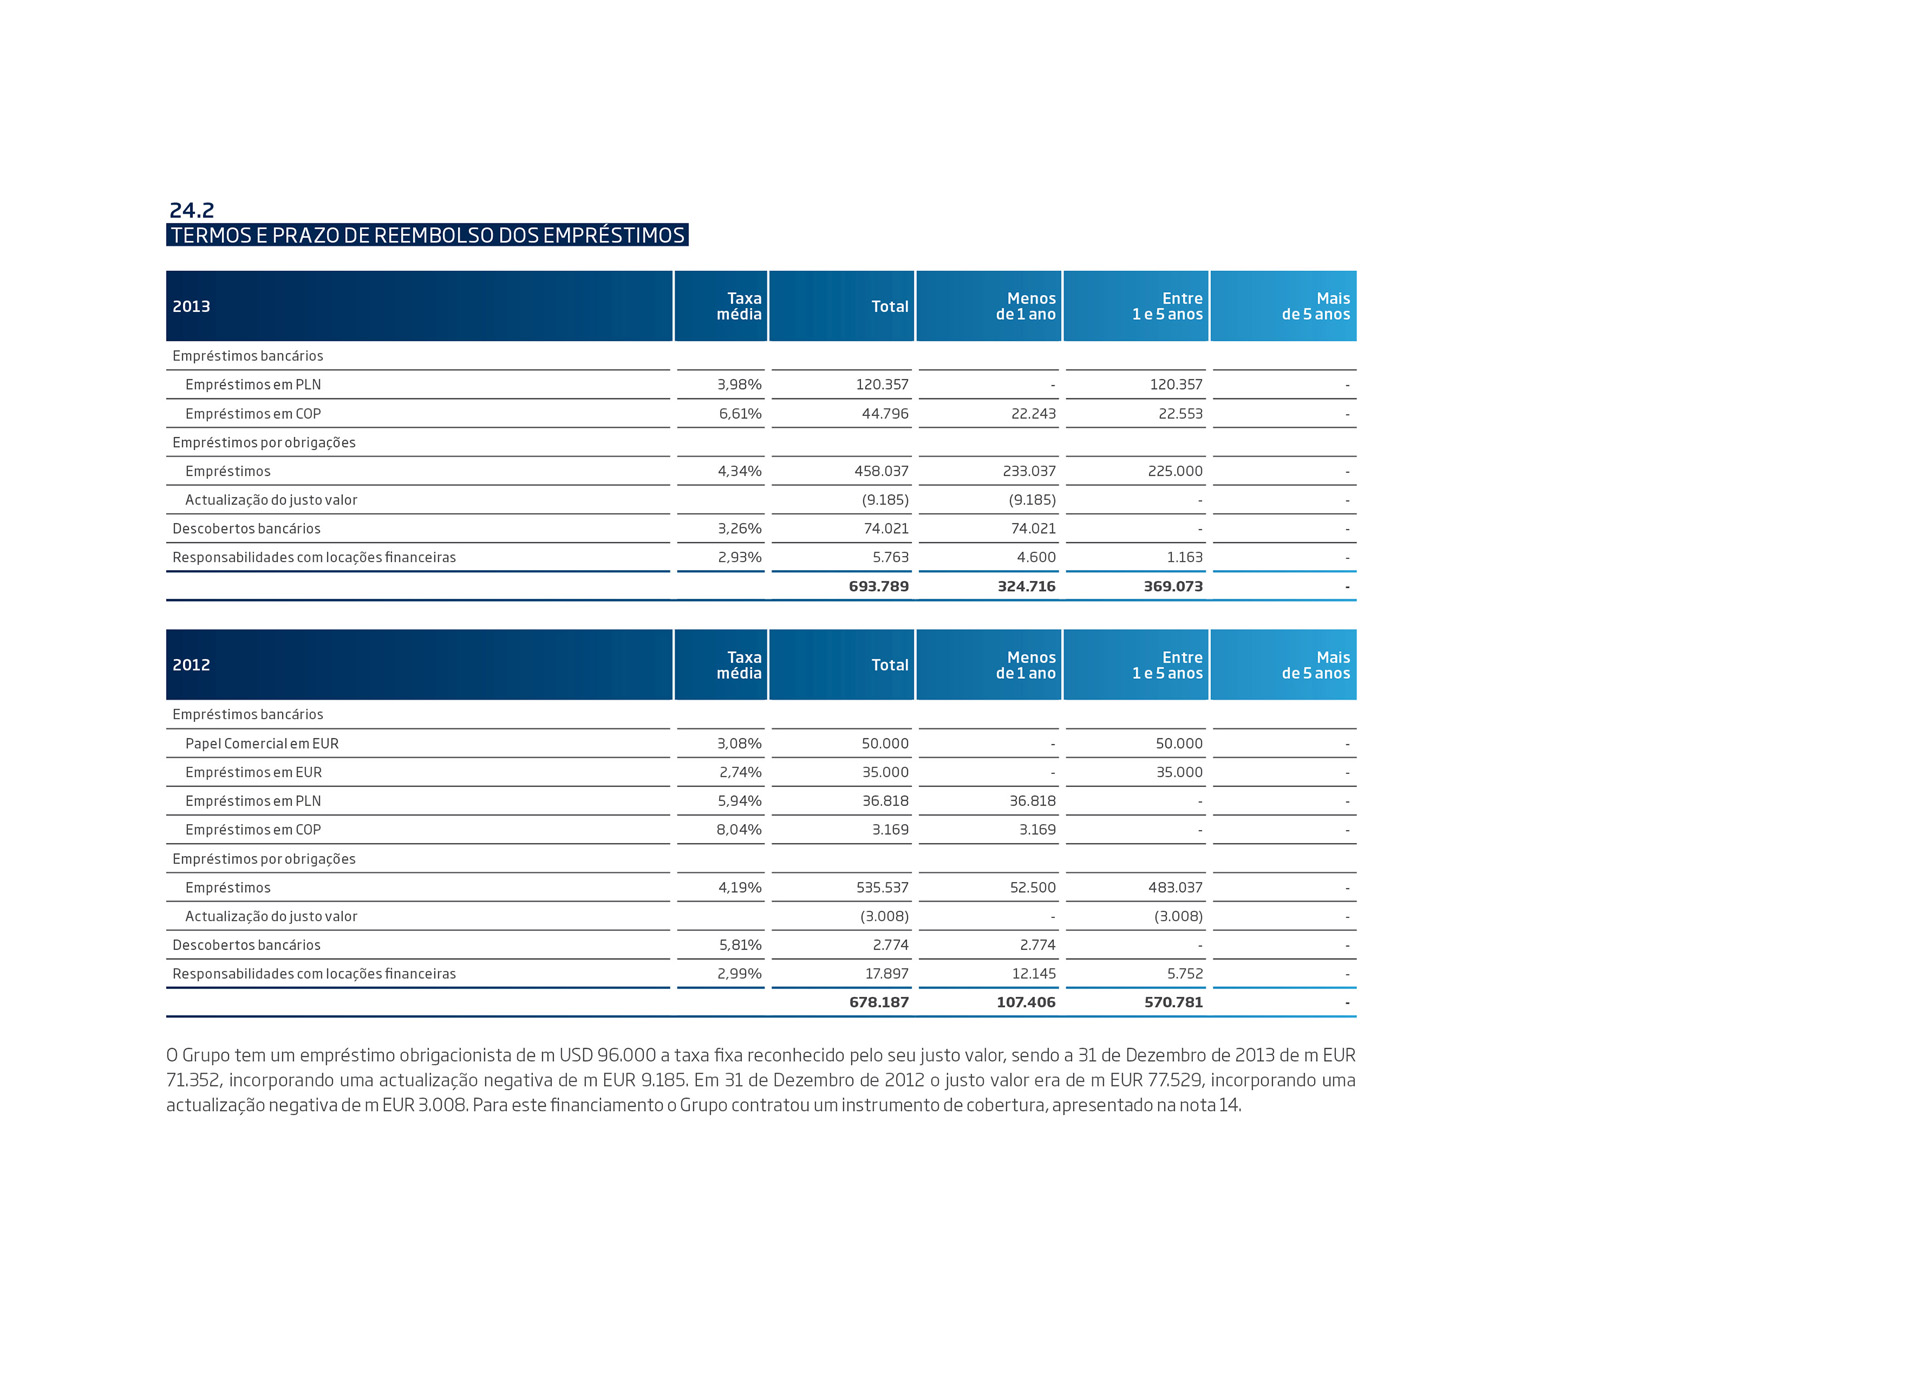 24.2
TERMOS E PRAZO DE REEMBOLSO DOS EMPRÉSTIMOS
2013 Taxa média Total Menos de 1 ano Entre 1 e 5 anos Mais de 5 anos
Empréstimos bancários
Empréstimos em PLN 3,98% 120.357 - 120.357 -
Empréstimos em COP 6,61% 44.796 22.243 22.553 -
Empréstimos por obrigações
Empréstimos 4,34% 458.037 233.037 225.000 -
Actualização do justo valor (9.185) (9.185) - -
Descobertos bancários 3,26% 74.021 74.021 - -
Responsabilidades com locações financeiras 2,93% 5.763 4.600 1.163 -
693.789 324.716 369.073 -
2012 Taxa média Total Menos de 1 ano Entre 1 e 5 anos Mais de 5 anos
Empréstimos bancários
Papel Comercial em EUR 3,08% 50.000 - 50.000 -
Empréstimos em EUR 2,74% 35.000 - 35.000 -
Empréstimos em PLN 5,94% 36.818 36.818 - -
Empréstimos em COP 8,04% 3.169 3.169 - -
Empréstimos por obrigações
Empréstimos 4,19% 535.537 52.500 483.037 -
Actualização do justo valor (3.008) - (3.008) -
Descobertos bancários 5,81% 2.774 2.774 - -
Responsabilidades com locações financeiras 2,99% 17.897 12.145 5.752 -
678.187 107.406 570.781 -
O Grupo tem um empréstimo obrigacionista de m USD 96.000 a taxa fixa reconhecido pelo seu justo valor, sendo a 31 de Dezembro de 2013 de m EUR
71.352, incorporando uma actualização negativa de m EUR 9.185. Em 31 de Dezembro de 2012 o justo valor era de m EUR 77.529, incorporando uma
actualização negativa de m EUR 3.008. Para este financiamento o Grupo contratou um instrumento de cobertura, apresentado na nota 14.